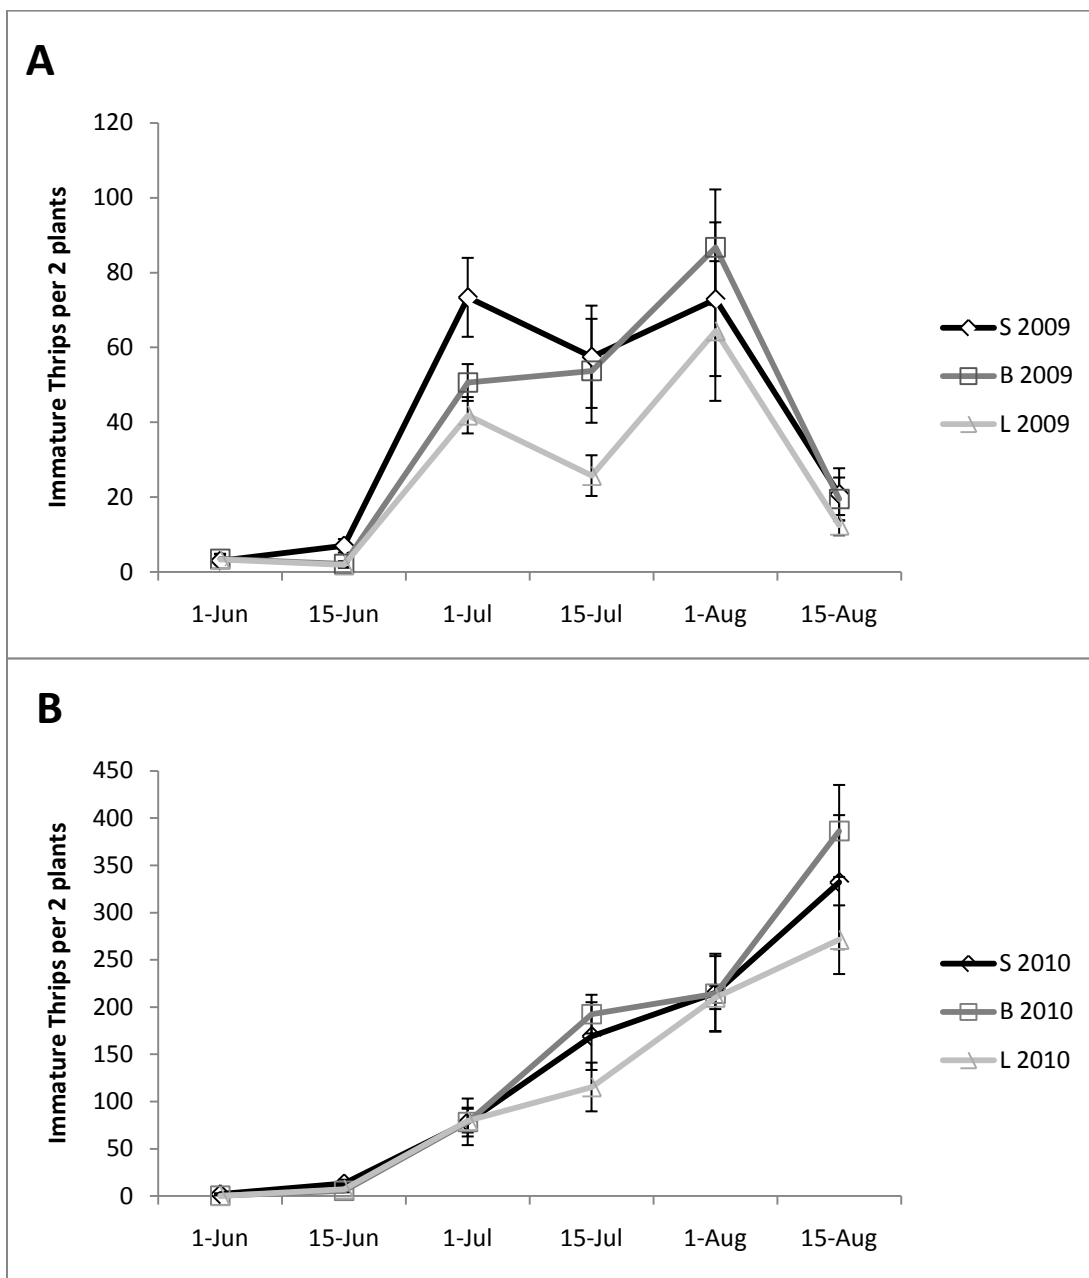 A
120
100
80
60
40
20
0
Immature Thrips per 2 plants
1-Jun 15-Jun 1-Jul 15-Jul 1-Aug 15-Aug
S 2009
B 2009
L 2009
B
450
400
350
300
250
200
150
100
50
0
Immature Thrips per 2 plants
1-Jun 15-Jun 1-Jul 15-Jul 1-Aug 15-Aug
S 2010
B 2010
L 2010